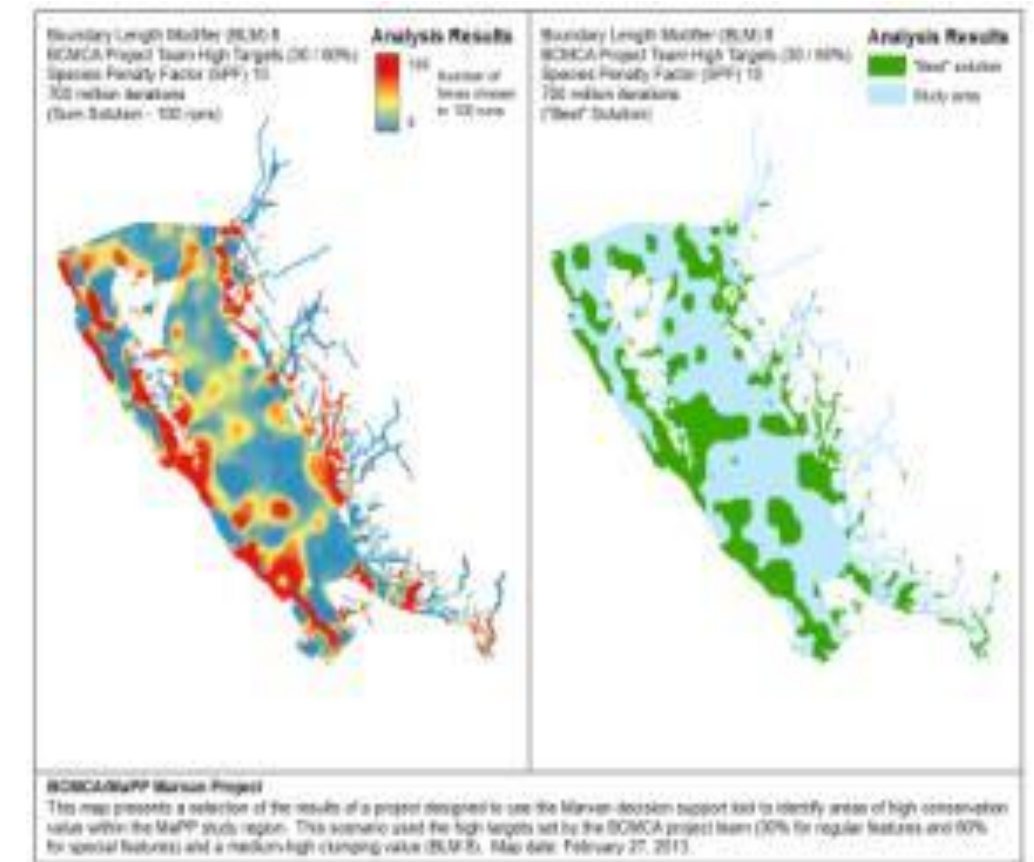 Boundary Length Modifier (BLM) 8
BCMCA Project Team High Targets (30 / 60%)
Species Penalty Factor (SPF) 10
700 million iterations
(Sum Solution - 100 runs)
Analysis Results
100
Number of
times chosen
in 100 runs
0
Boundary Length Modifier (BLM) 8
BCMCA Project Team High Targets (30 / 60%)
Species Penalty Factor (SPF) 10
700 million iterations
("Best" Solution)
Analysis Results
"Best" solution
Study area
BCMCA/MaPP Marxan Project
This map presents a selection of the results of a project designed to use the Marxan decision support tool to identify areas of high conservation
value within the MaPP study region. This scenario used the high targets set by the BCMCA project team (30% for regular features and 60%
for special features) and a medium-high clumping value (BLM 8). Map date: February 27, 2013.